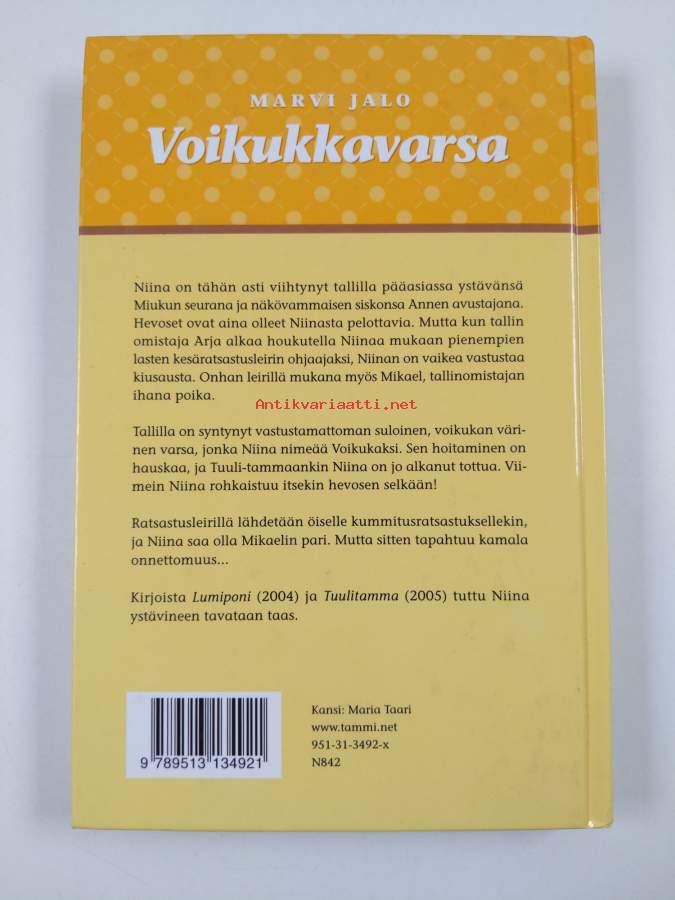 MARVI JALO
Voikukkavarsa
Niina on tähän asti viihtynyt tallilla pääasiassa ystävänsä
Miukun seurana ja näkövammaisen siskonsa Annen avustajana.
Hevoset ovat aina olleet Niinasta pelottavia. Mutta kun tallin
omistaja Arja alkaa houkutella Niinaa mukaan pienempien
lasten kesäratsastusleirin ohjaajaksi, Niinan on vaikea vastustaa
kiusausta. Onhan leirillä mukana myös Mikael, tallinomistajan
ihana poika.
Antikvariaatti.net
Tallilla on syntynyt vastustamattoman suloinen, voikukan väri-
nen varsa, jonka Niina nimeää Voikukaksi. Sen hoitaminen on
hauskaa, ja Tuuli-tammaankin Niina on jo alkanut tottua. Vii-
mein Niina rohkaistuu itsekin hevosen selkään!
Ratsastusleirillä lähdetään öiselle kummitusratsastuksellekin,
ja Niina saa olla Mikaelin pari. Mutta sitten tapahtuu kamala
onnettomuus...
Kirjoista Lumiponi (2004) ja Tuulitamma (2005) tuttu Niina
ystävineen tavataan taas.
Kansi: Maria Taari
www.tammi.net
951-31-3492-x
N842
9 789513 134921